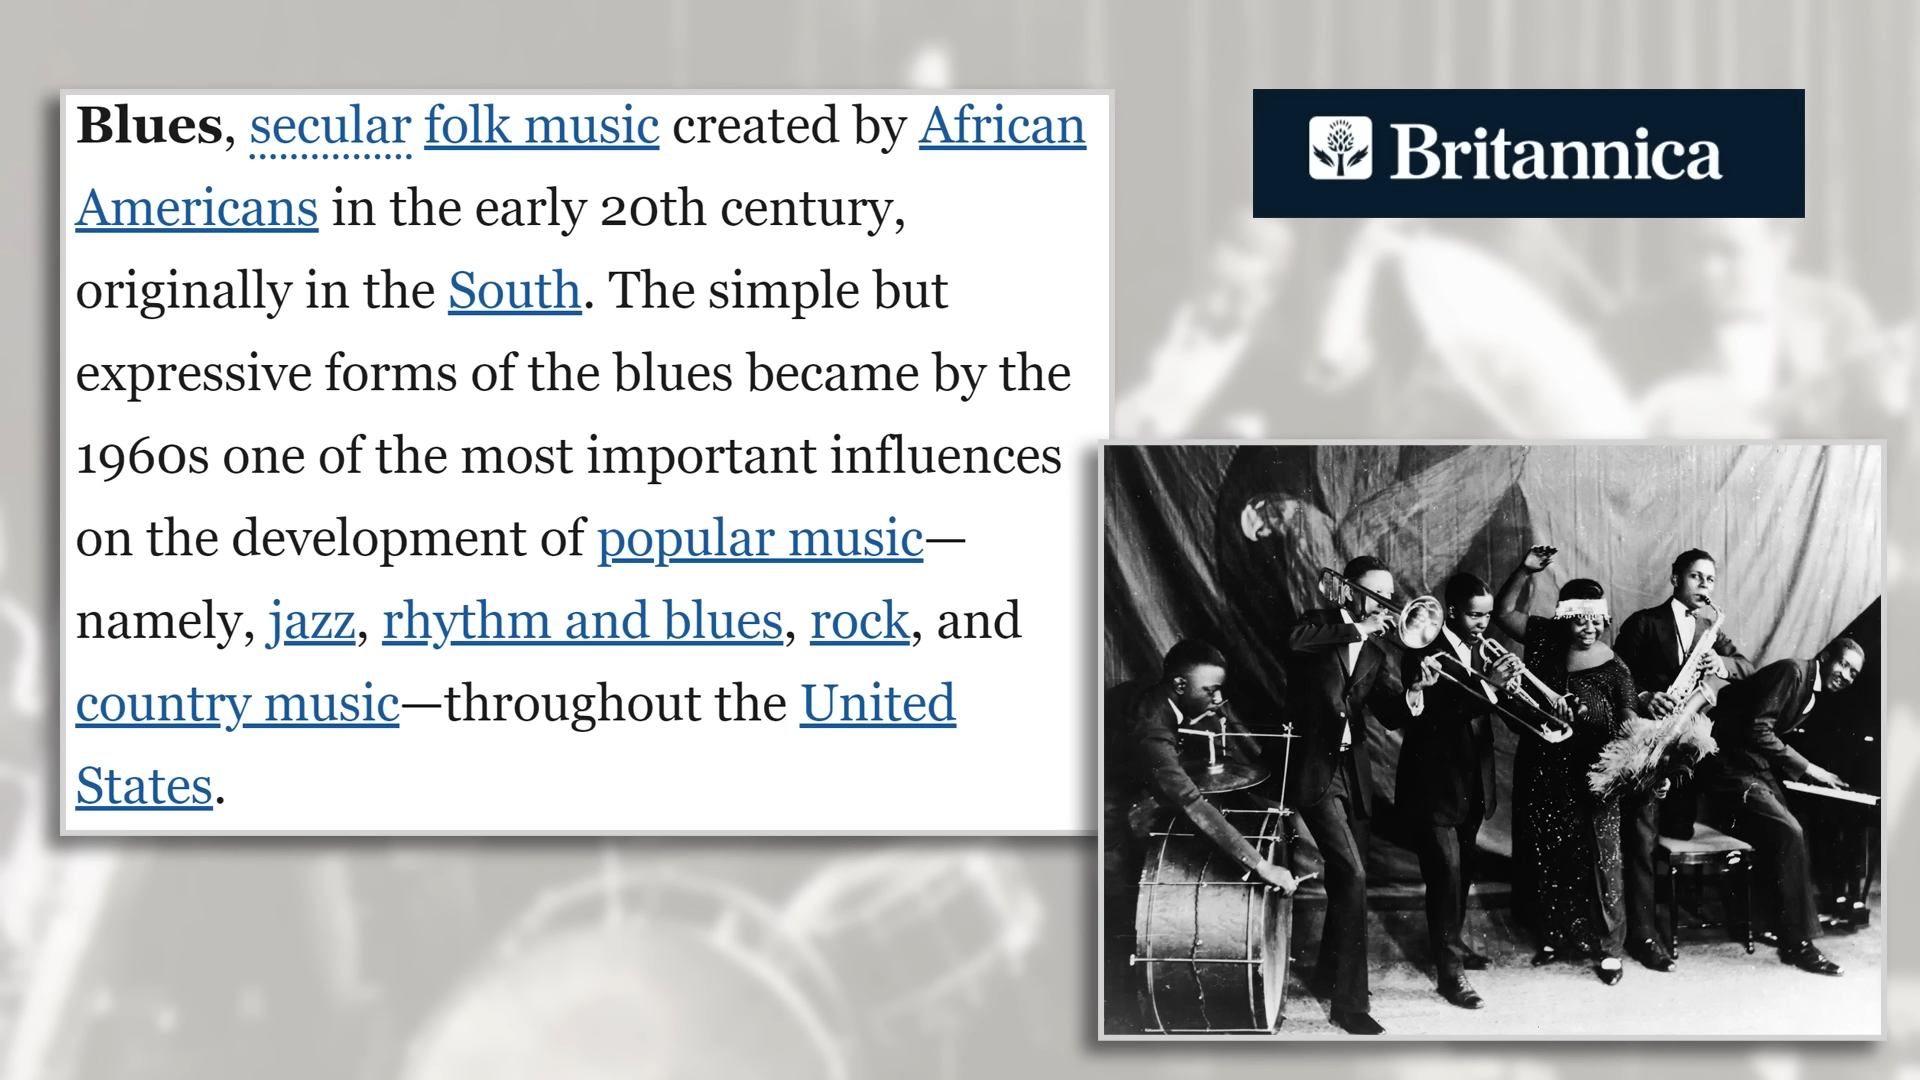 Blues, secular folk music created by African
Americans in the early 20th century,
originally in the South. The simple but
expressive forms of the blues became by the
1960s one of the most important influences
on the development of popular music—
namely, jazz, rhythm and blues, rock, and
country music—throughout the United
States.
Britannica